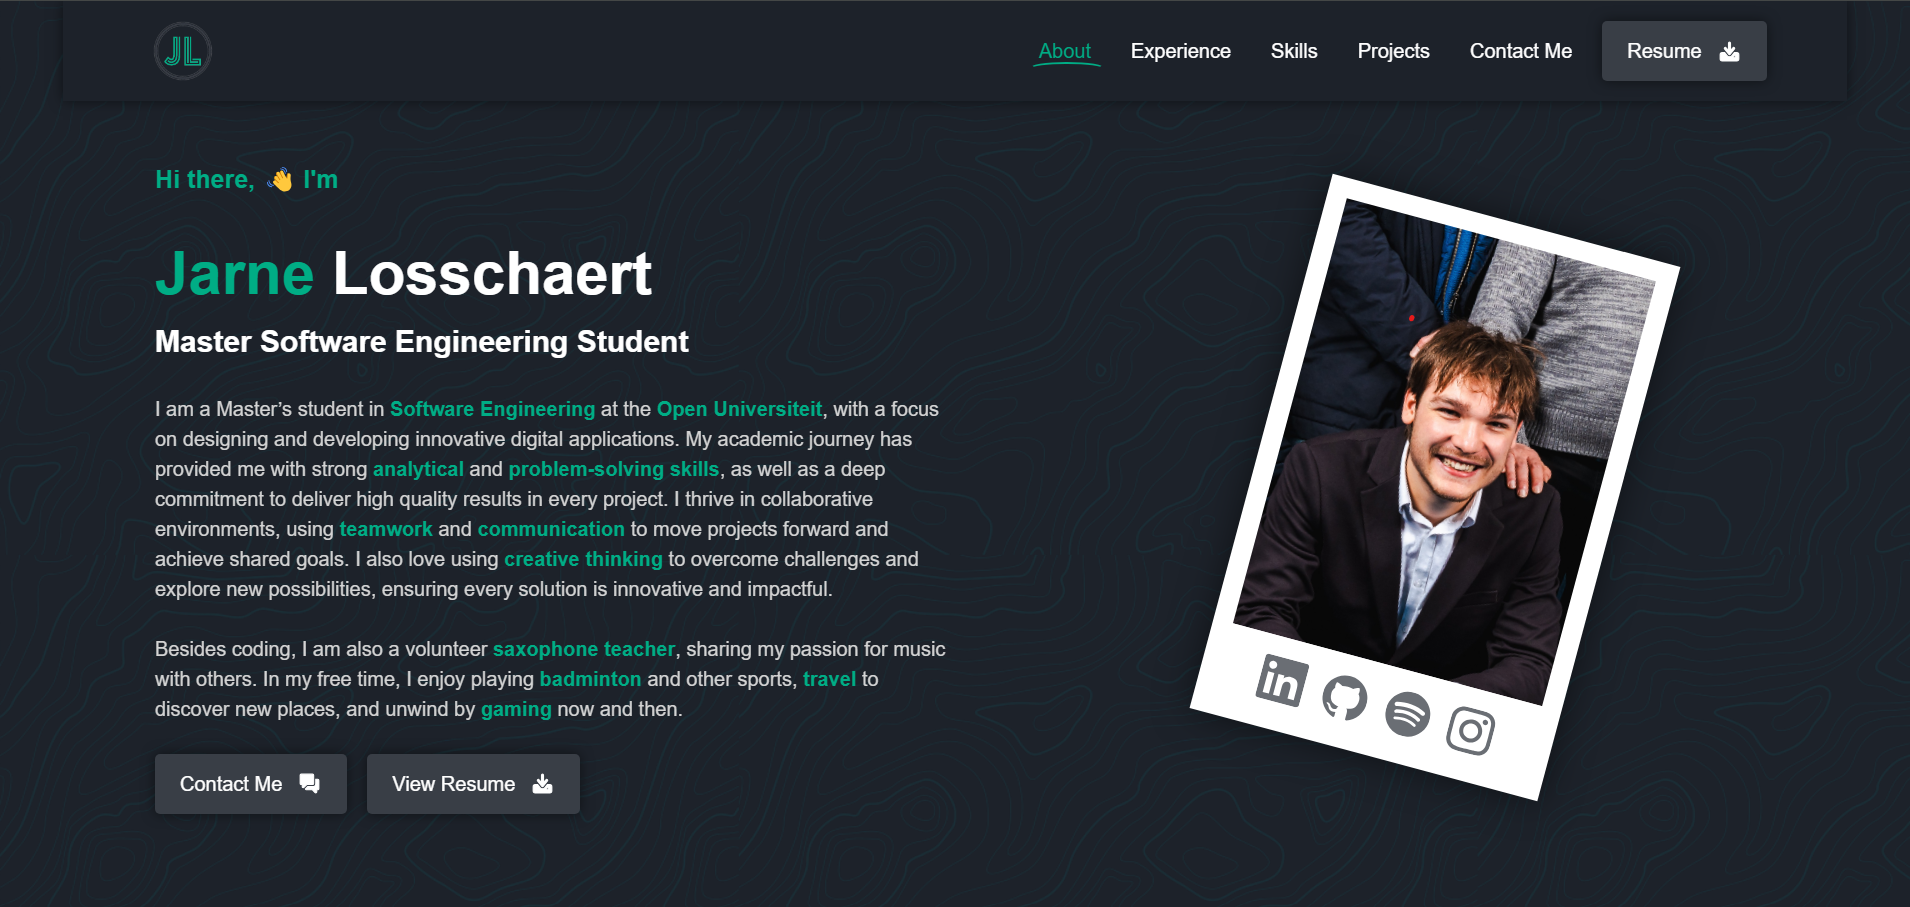 JL
About
Experience
Skills
Projects
Contact Me
Resume
Hi there, 👋 I'm
Jarne Losschaert
Master Software Engineering Student
I am a Master’s student in Software Engineering at the Open Universiteit, with a focus
on designing and developing innovative digital applications. My academic journey has
provided me with strong analytical and problem-solving skills, as well as a deep
commitment to deliver high quality results in every project. I thrive in collaborative
environments, using teamwork and communication to move projects forward and
achieve shared goals. I also love using creative thinking to overcome challenges and
explore new possibilities, ensuring every solution is innovative and impactful.
Besides coding, I am also a volunteer saxophone teacher, sharing my passion for music
with others. In my free time, I enjoy playing badminton and other sports, travel to
discover new places, and unwind by gaming now and then.
Contact Me
View Resume
in